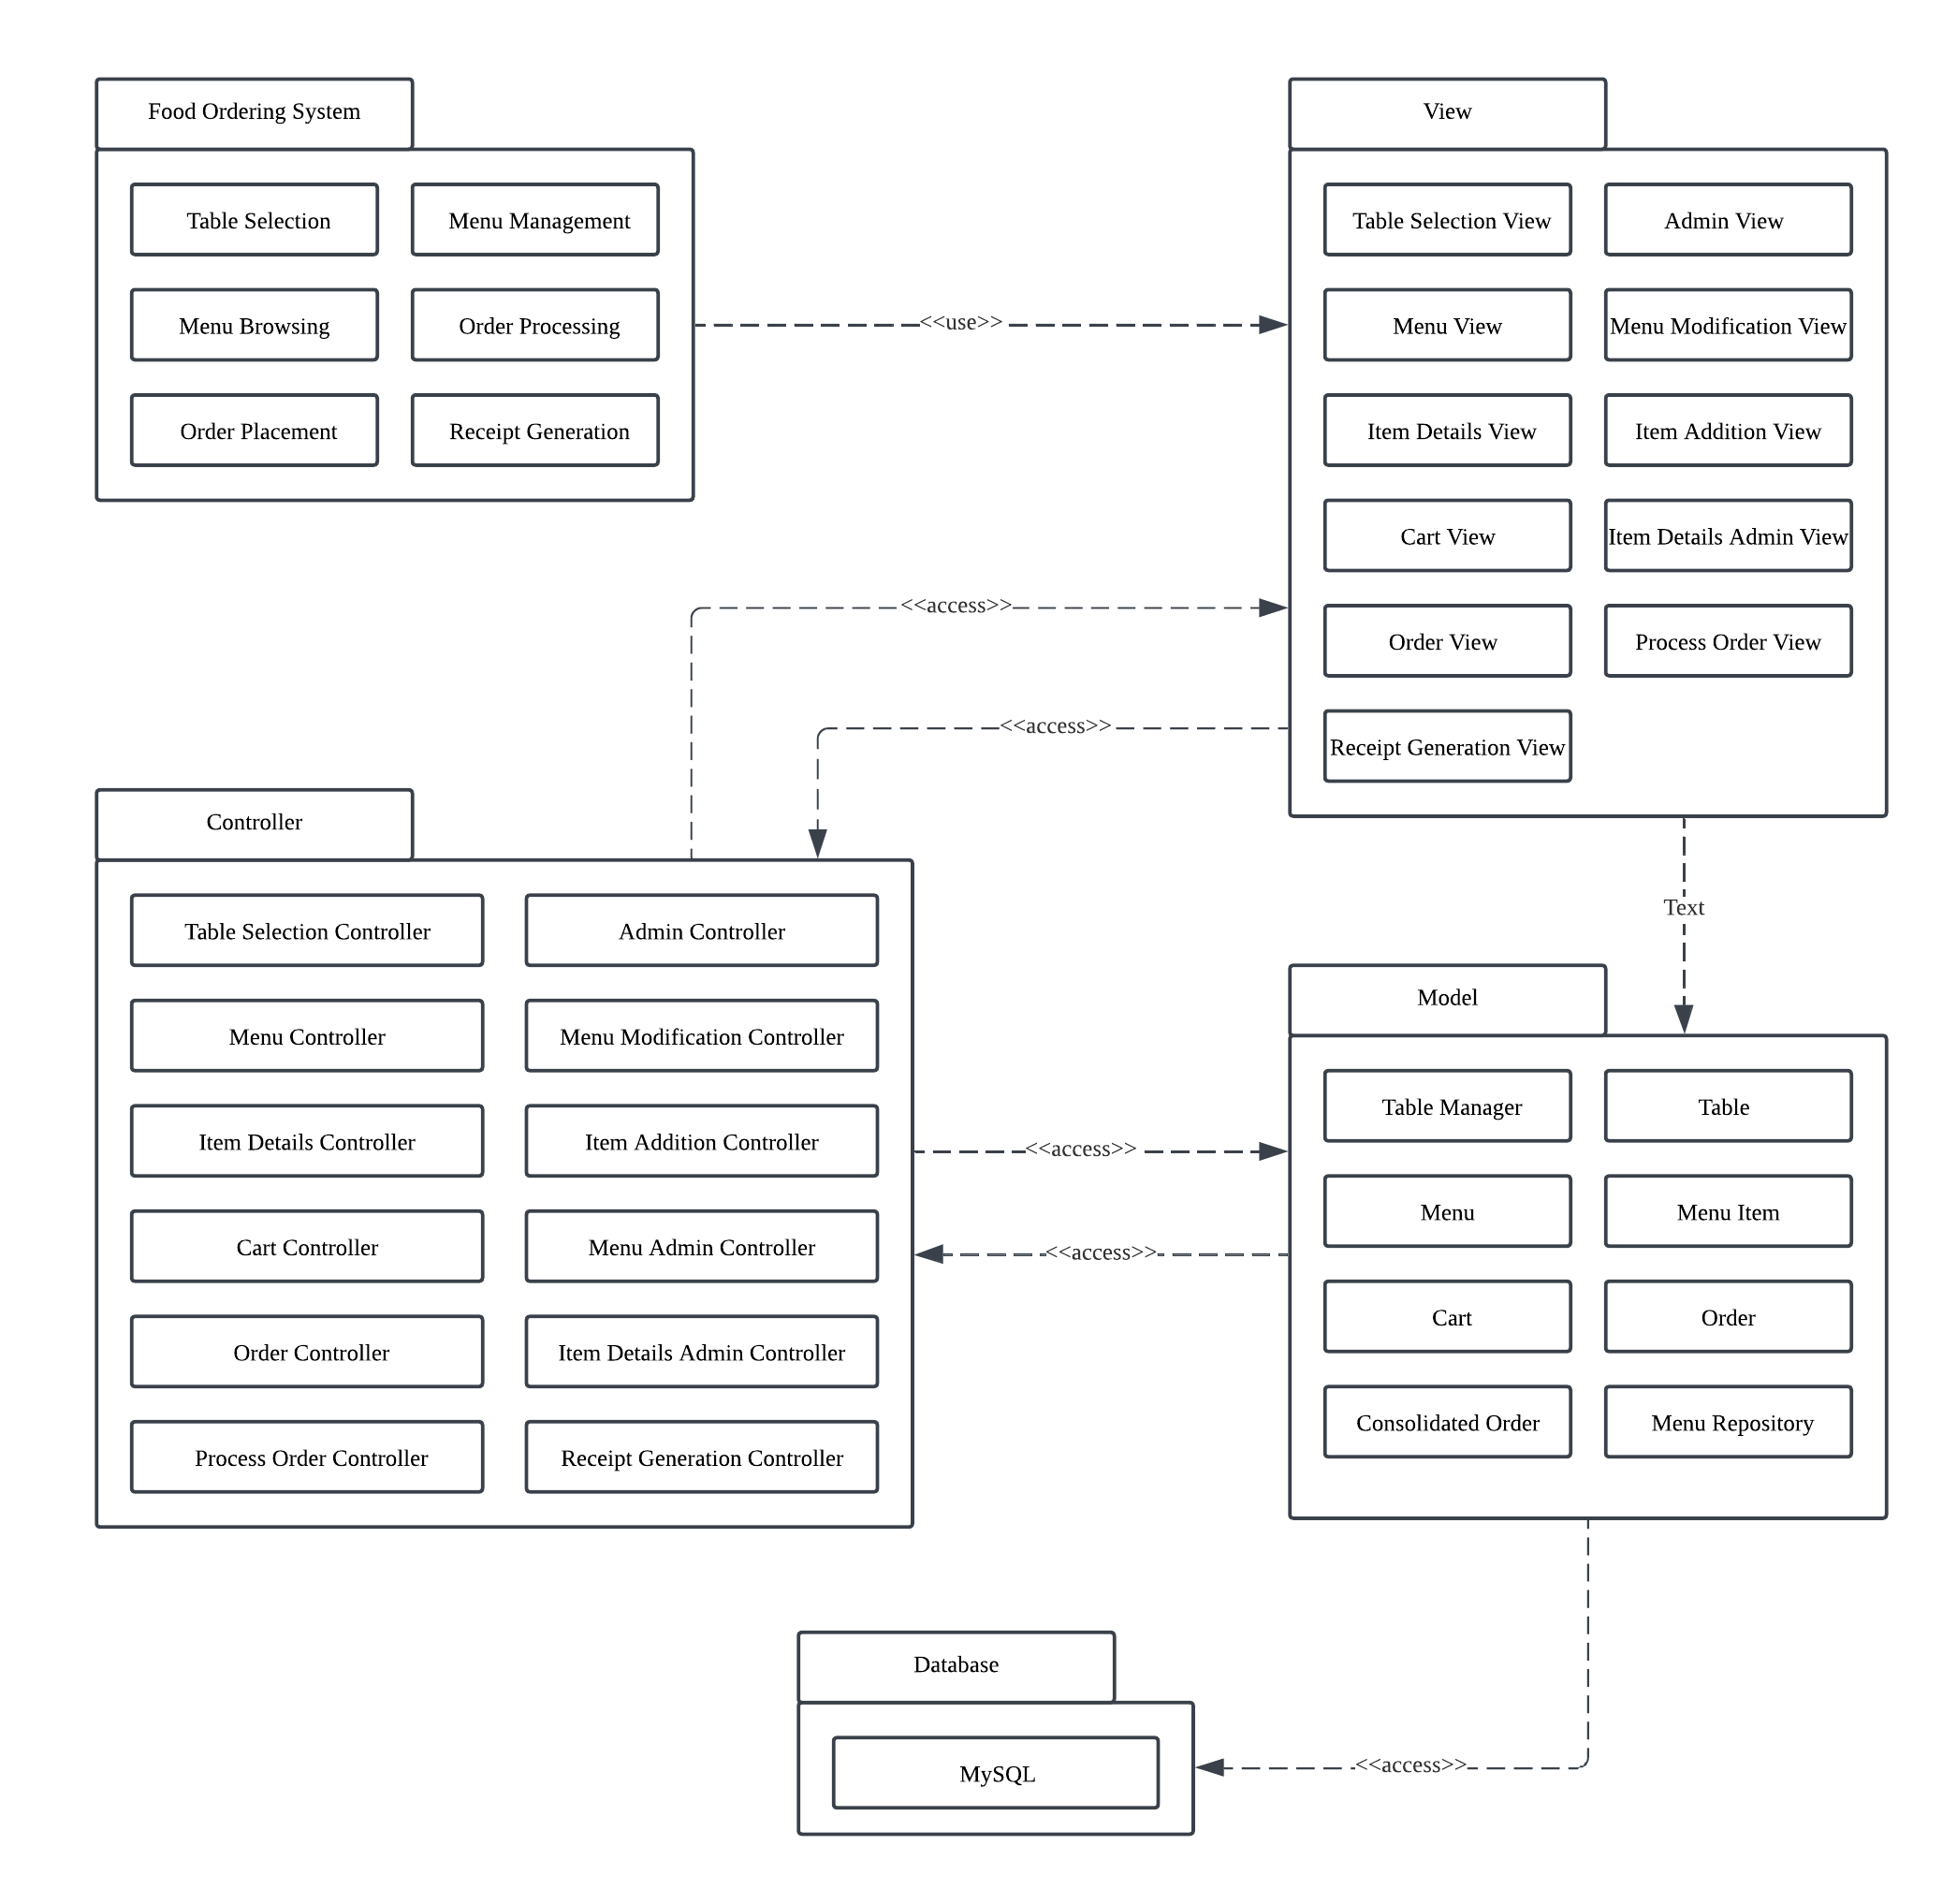 Food Ordering System
Table Selection
Menu Management
Menu Browsing
Order Processing
Order Placement
Receipt Generation
<<use>>
View
Table Selection View
Admin View
Menu View
Menu Modification View
Item Details View
Item Addition View
Cart View
Item Details Admin View
Order View
Process Order View
Receipt Generation View
<<access>>
<<access>>
Text
Controller
Table Selection Controller
Admin Controller
Menu Controller
Menu Modification Controller
Item Details Controller
Item Addition Controller
Cart Controller
Menu Admin Controller
Order Controller
Item Details Admin Controller
Process Order Controller
Receipt Generation Controller
<<access>>
<<access>>
Model
Table Manager
Table
Menu
Menu Item
Cart
Order
Consolidated Order
Menu Repository
Database
MySQL
<<access>>